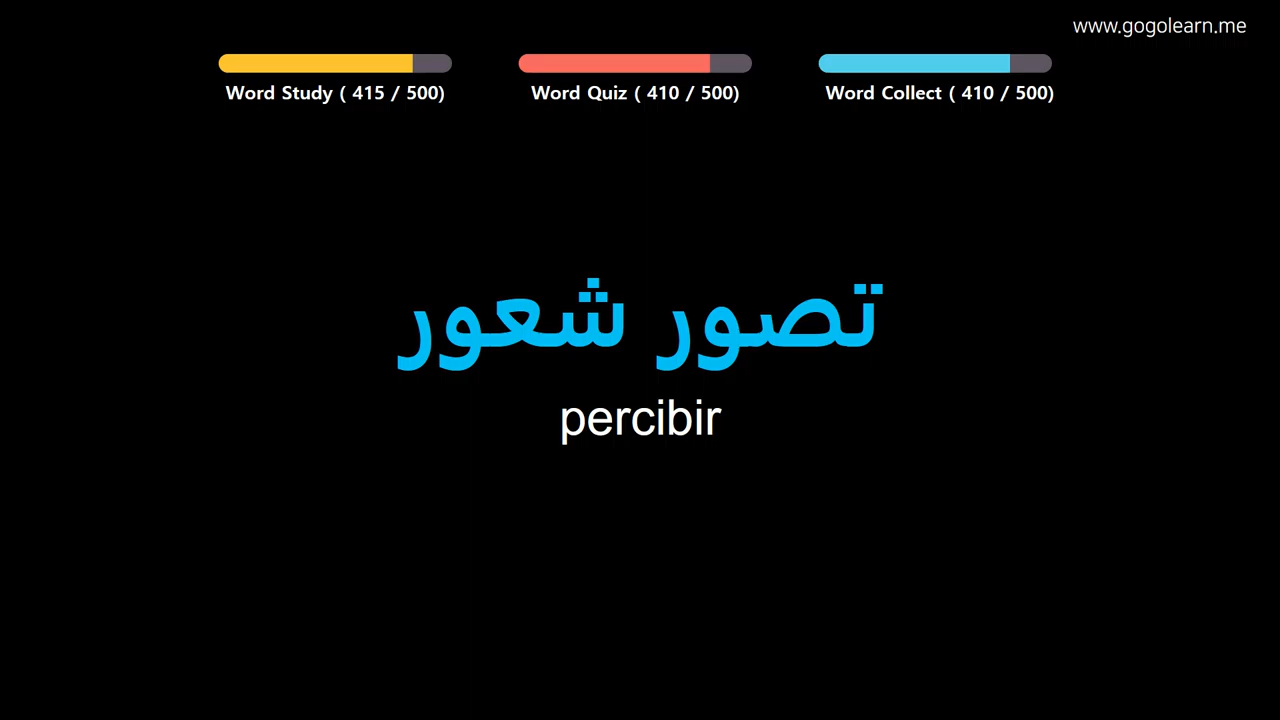 www.gogolearn.me
Word Study ( 415 / 500)
Word Quiz ( 410 / 500)
Word Collect ( 410 / 500)
تصور شعور
percibir